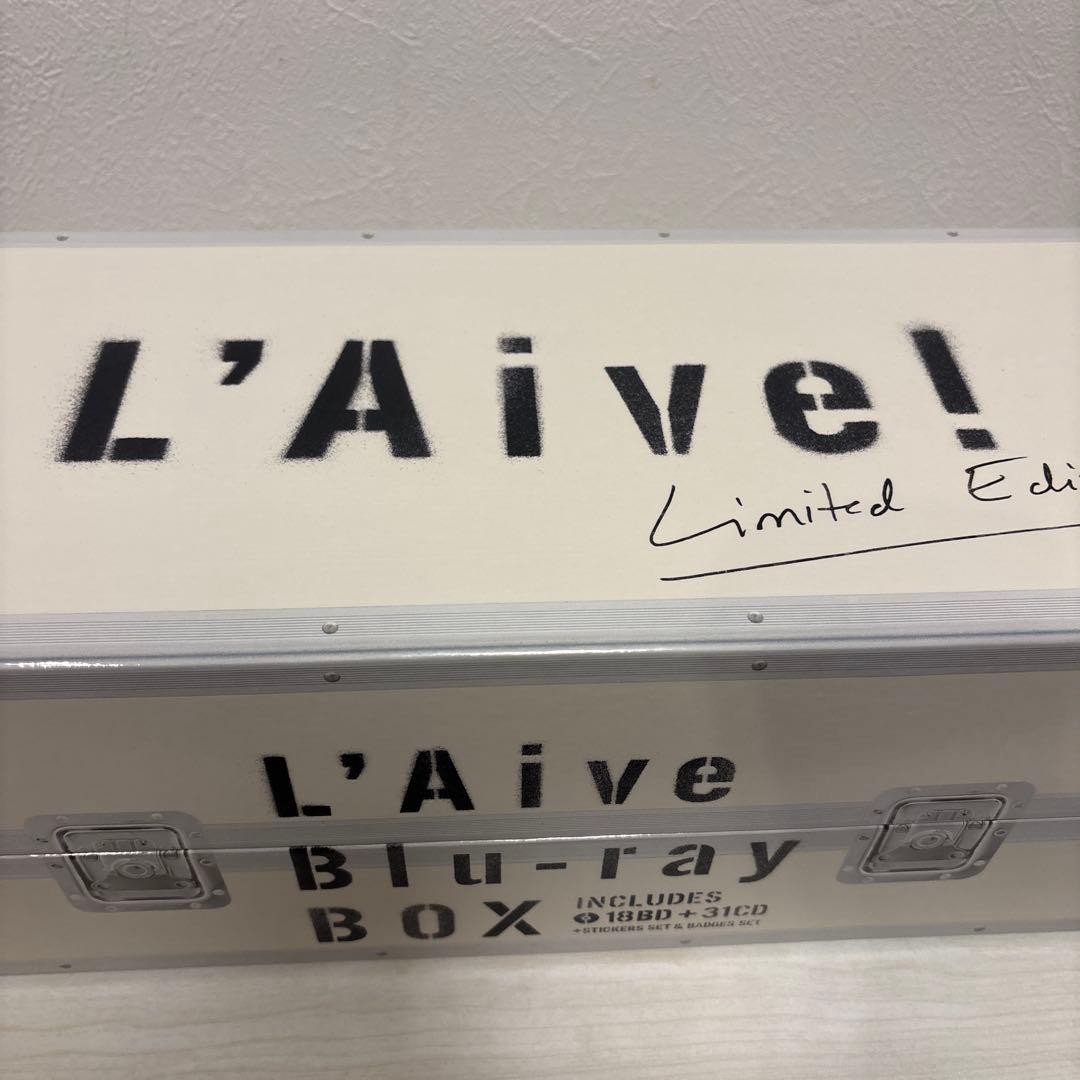 L'Aive!
Limited Edi
L'Aive
Blu-ray
BOX
INCLUDES
18BD + 31CD
+STICKERS SET & BADGES SET